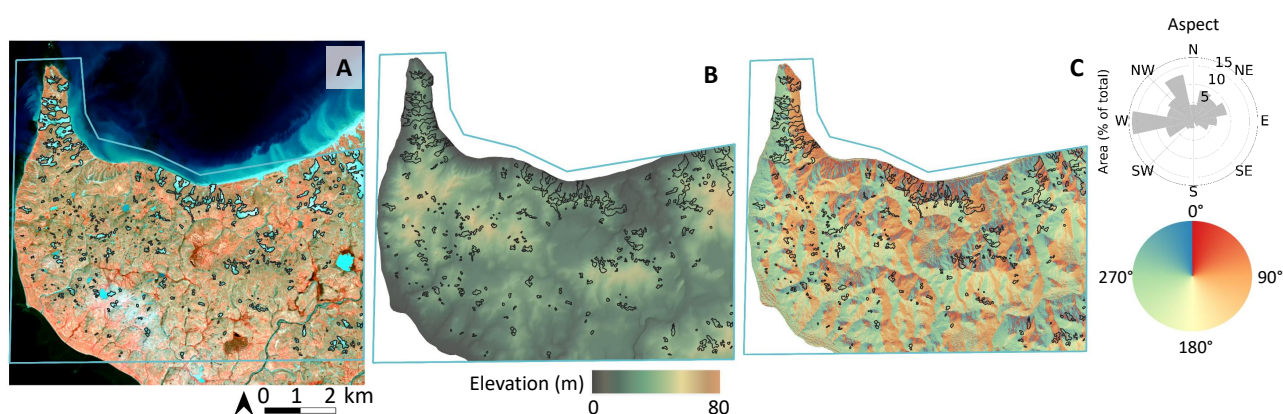 A
B
C
Aspect
N
NW
15
NE
10
5
W
E
SW
SE
S
Area (% of total)
0°
270°
90°
180°
0 1 2 km
Elevation (m)
0
80